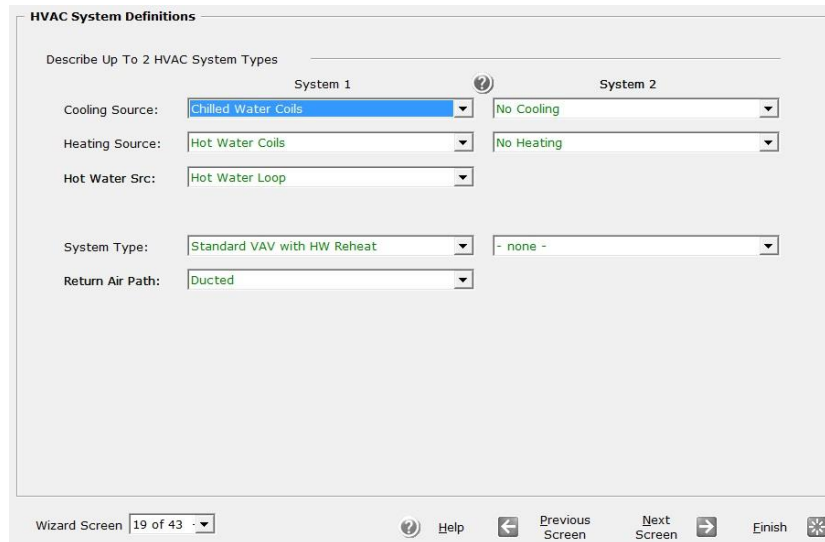 HVAC System Definitions
Describe Up To 2 HVAC System Types
System 1 ? System 2
Cooling Source: Chilled Water Coils No Cooling
Heating Source: Hot Water Coils No Heating
Hot Water Src: Hot Water Loop
System Type: Standard VAV with HW Reheat - none -
Return Air Path: Ducted
Wizard Screen 19 of 43 - ? Help Previous Screen Next Screen Finish